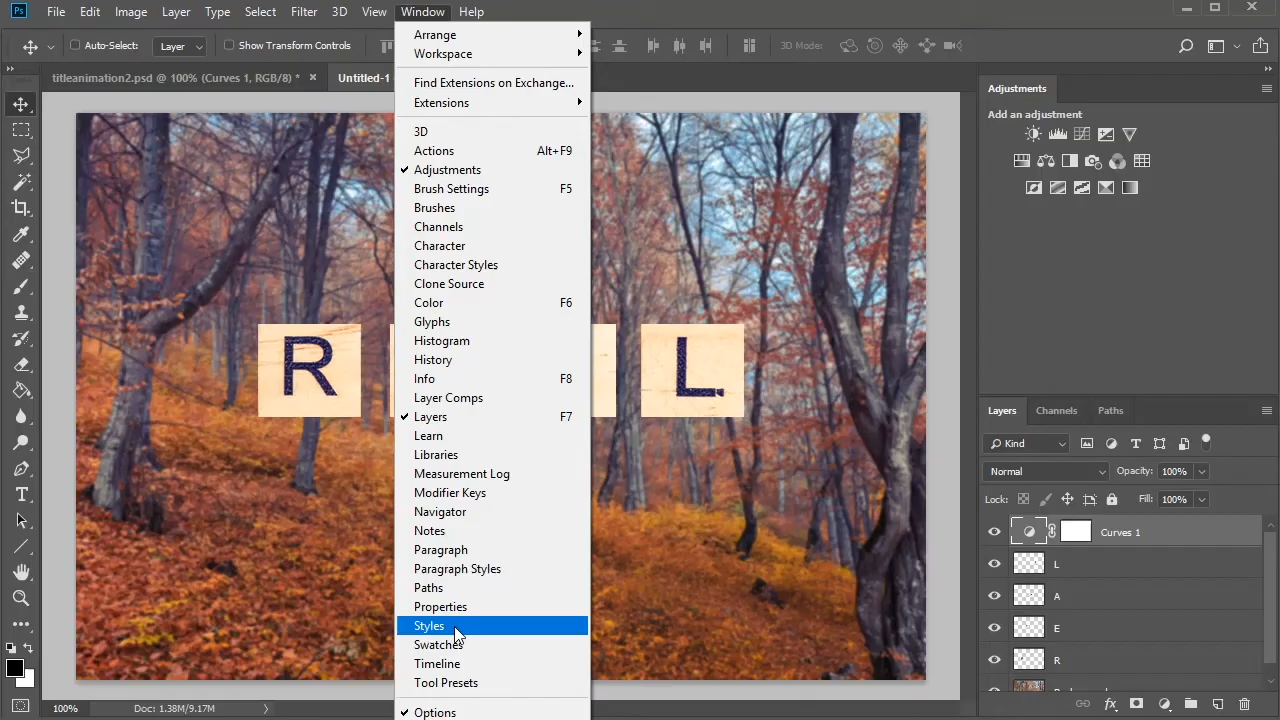 Ps File Edit Image Layer Type Select Filter 3D View Window Help
Auto-Select: Layer Show Transform Controls 3D Mode:
titleanimation2.psd @ 100% (Curves 1, RGB/8) * × Untitled-1
Arrange
Workspace
Find Extensions on Exchange...
Extensions
3D
Actions Alt+F9
Adjustments
Brush Settings F5
Brushes
Channels
Character
Character Styles
Clone Source
Color F6
Glyphs
Histogram
History
Info F8
Layer Comps
Layers F7
Learn
Libraries
Measurement Log
Modifier Keys
Navigator
Notes
Paragraph
Paragraph Styles
Paths
Properties
Styles
Swatches
Timeline
Tool Presets
Options
R L
Adjustments
Add an adjustment
Layers Channels Paths
Kind
Normal Opacity: 100%
Lock: Fill: 100%
Curves 1
L
A
E
R
100% Doc: 1.38M/9.17M